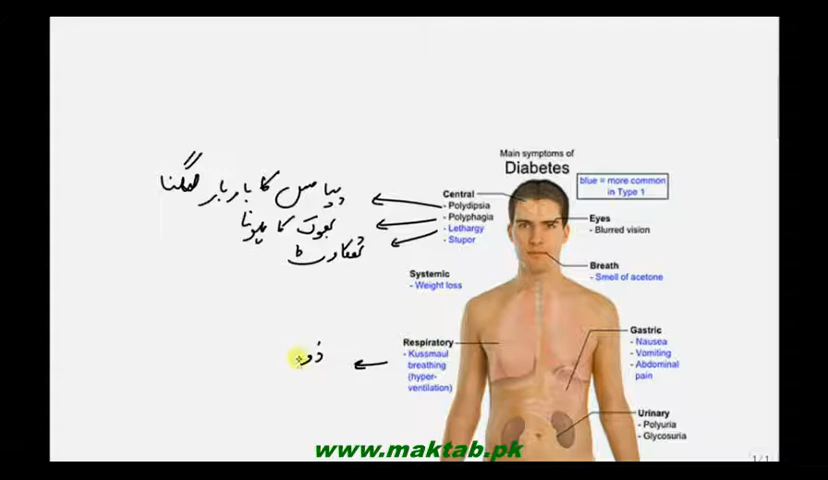 Main symptoms of
Diabetes
blue = more common
in Type 1
Central
- Polydipsia
- Polyphagia
- Lethargy
- Stupor
پیاس کا بار بار لگنا
بھوک کا
تھکاوٹ
Systemic
- Weight loss
Respiratory
- Kussmaul
breathing
(hyper-
ventilation)
Eyes
- Blurred vision
Breath
- Smell of acetone
Gastric
- Nausea
- Vomiting
- Abdominal
pain
Urinary
- Polyuria
- Glycosuria
www.maktab.pk
1/1